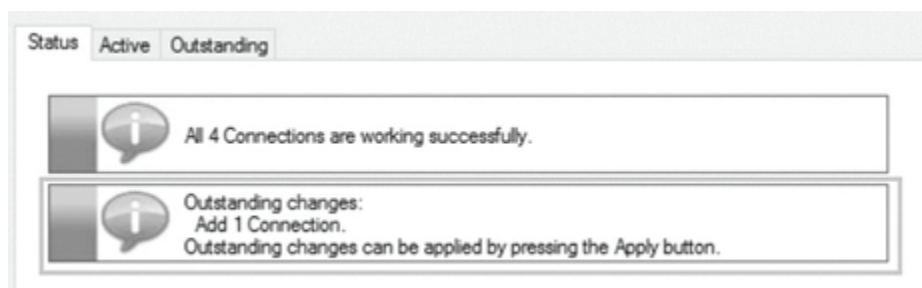 Status Active Outstanding
All 4 Connections are working successfully.
Outstanding changes:
Add 1 Connection.
Outstanding changes can be applied by pressing the Apply button.